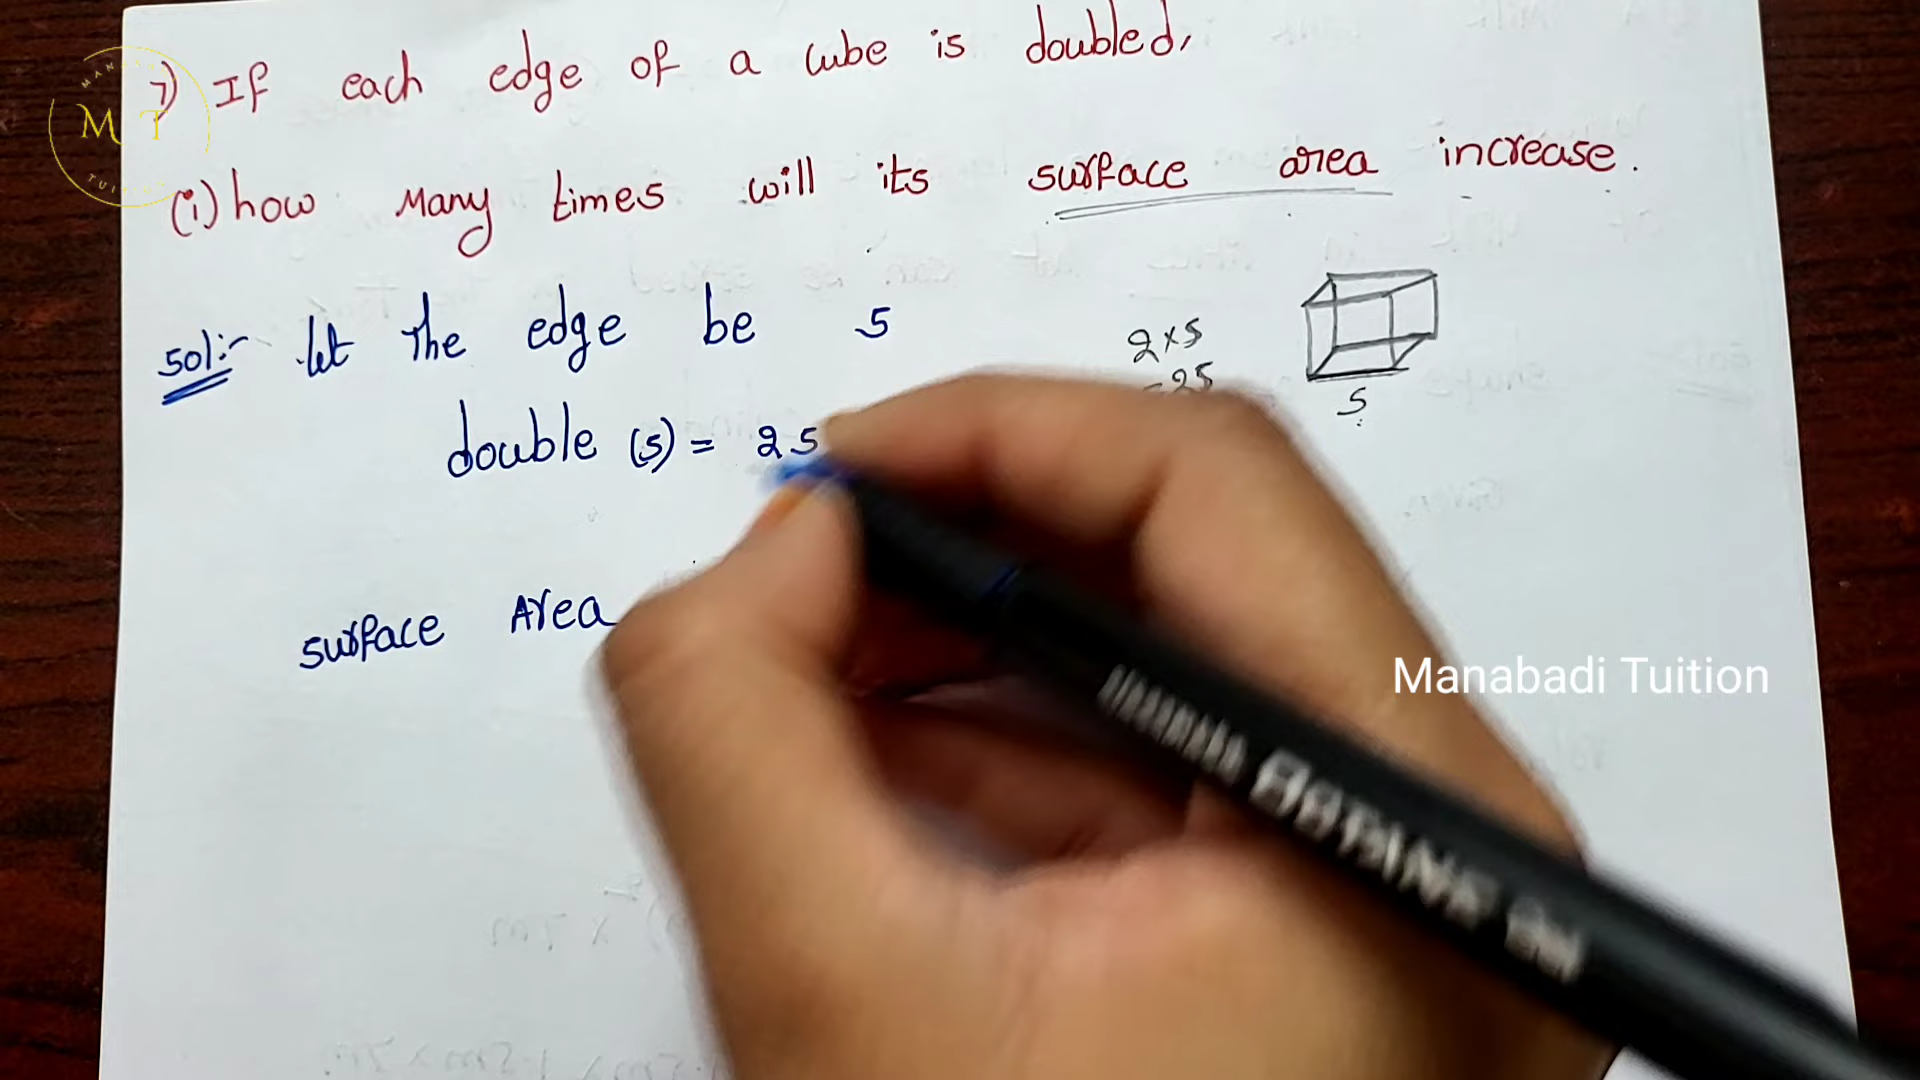 7) If each edge of a cube is doubled,
(i) how many times will its surface area increase.
sol:- let the edge be s
2×s
=2s
s
double (s) = 2s
surface Area
Manabadi Tuition
M T